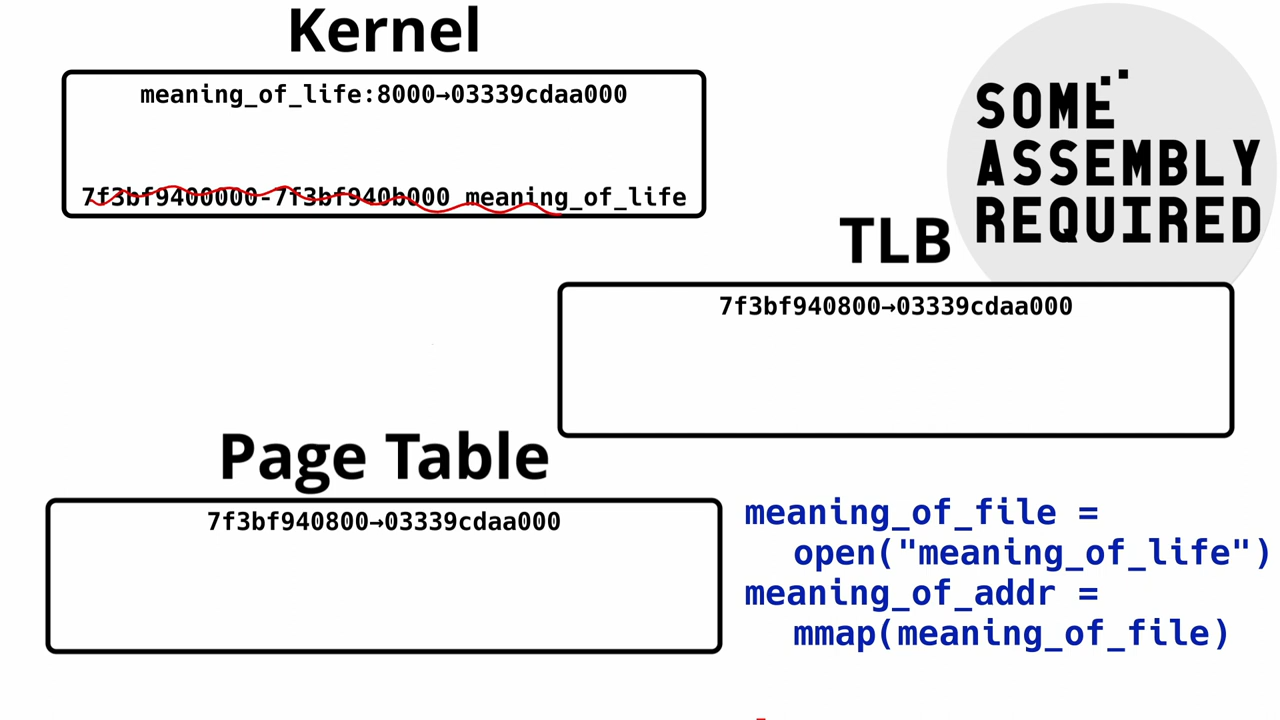 Kernel
meaning_of_life:8000→03339cdaa000
7f3bf9400000-7f3bf940b000 meaning_of_life
SOME
ASSEMBLY
REQUIRED
TLB
7f3bf940800→03339cdaa000
Page Table
7f3bf940800→03339cdaa000
meaning_of_file =
open("meaning_of_life")
meaning_of_addr =
mmap(meaning_of_file)